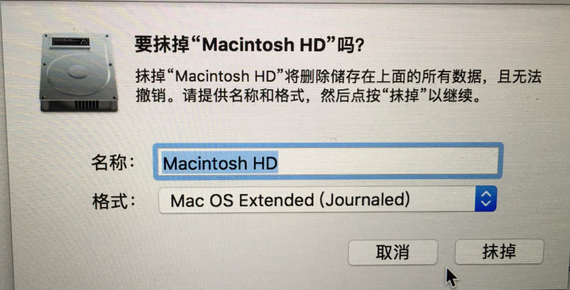 要抹掉“Macintosh HD”吗？
抹掉“Macintosh HD”将删除储存在上面的所有数据，且无法
撤销。请提供名称和格式，然后点按“抹掉”以继续。
名称： Macintosh HD
格式： Mac OS Extended (Journaled)
取消 抹掉